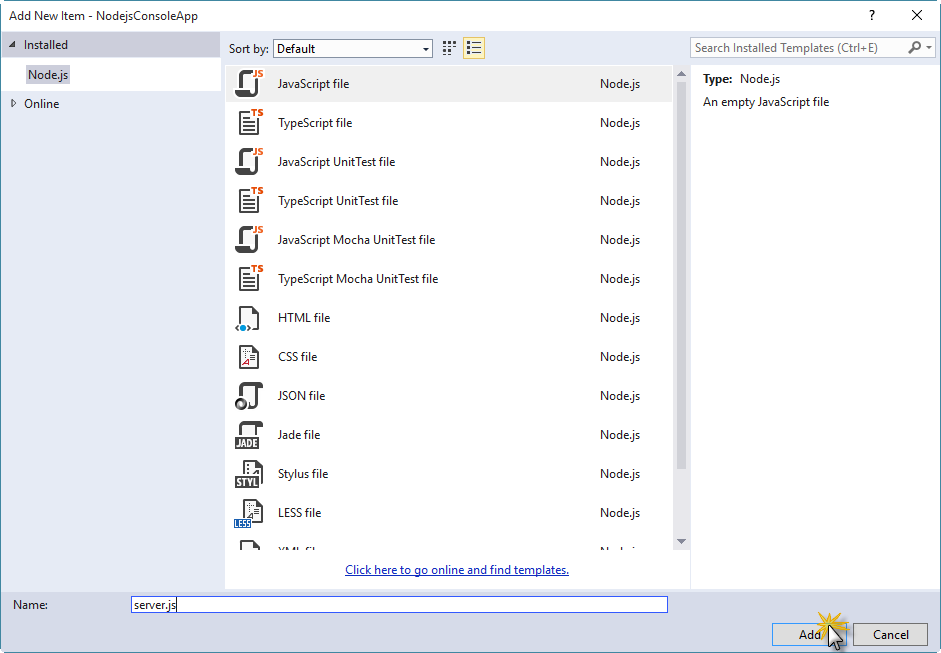 Add New Item - NodejsConsoleApp
?
Installed
Node.js
Online
Sort by: Default
Search Installed Templates (Ctrl+E)
JS JavaScript file Node.js
TS TypeScript file Node.js
JS JavaScript UnitTest file Node.js
TS TypeScript UnitTest file Node.js
JS JavaScript Mocha UnitTest file Node.js
TS TypeScript Mocha UnitTest file Node.js
HTML file Node.js
CSS file Node.js
JSON file Node.js
JADE Jade file Node.js
STYL Stylus file Node.js
LESS LESS file Node.js
Type: Node.js
An empty JavaScript file
Click here to go online and find templates.
Name: server.js
Add
Cancel